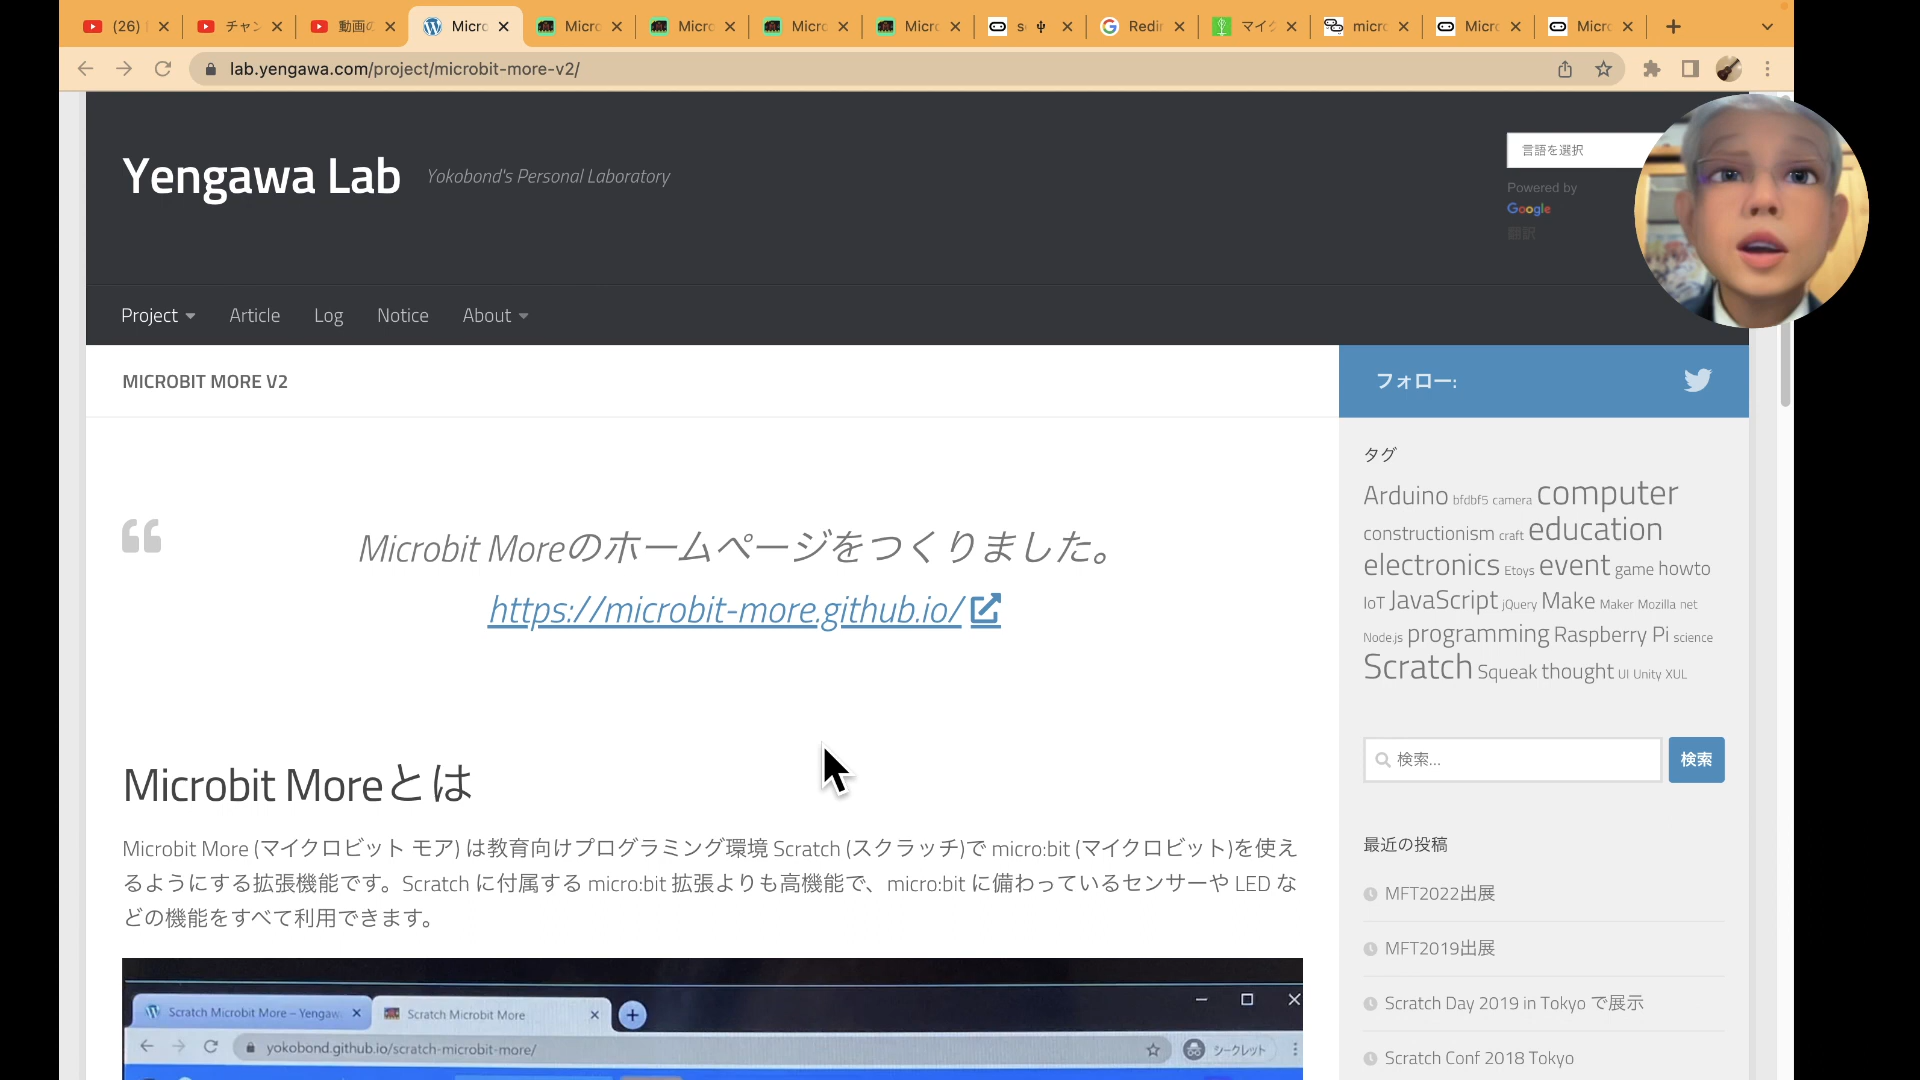 (26)
チャン
動画の
Micro
Micro
Micro
Micro
Micro
Redir
マイク
micro
Micro
Micro
lab.yengawa.com/project/microbit-more-v2/
Yengawa Lab
Yokobond's Personal Laboratory
言語を選択
Powered by
Google
翻訳
Project
Article
Log
Notice
About
MICROBIT MORE V2
フォロー:
Microbit Moreのホームページをつくりました。
https://microbit-more.github.io/
Microbit Moreとは
Microbit More (マイクロビット モア) は教育向けプログラミング環境 Scratch (スクラッチ)で micro:bit (マイクロビット)を使え
るようにする拡張機能です。Scratch に付属する micro:bit 拡張よりも高機能で、micro:bit に備わっているセンサーや LED な
どの機能をすべて利用できます。
Scratch Microbit More – Yengaw
Scratch Microbit More
yokobond.github.io/scratch-microbit-more/
シークレット
タグ
Arduino bfdbf5 camera computer
constructionism craft education
electronics Etoys event game howto
IoT JavaScript jQuery Make Maker Mozilla net
Node.js programming Raspberry Pi science
Scratch Squeak thought UI Unity XUL
検索...
検索
最近の投稿
MFT2022出展
MFT2019出展
Scratch Day 2019 in Tokyo で展示
Scratch Conf 2018 Tokyo